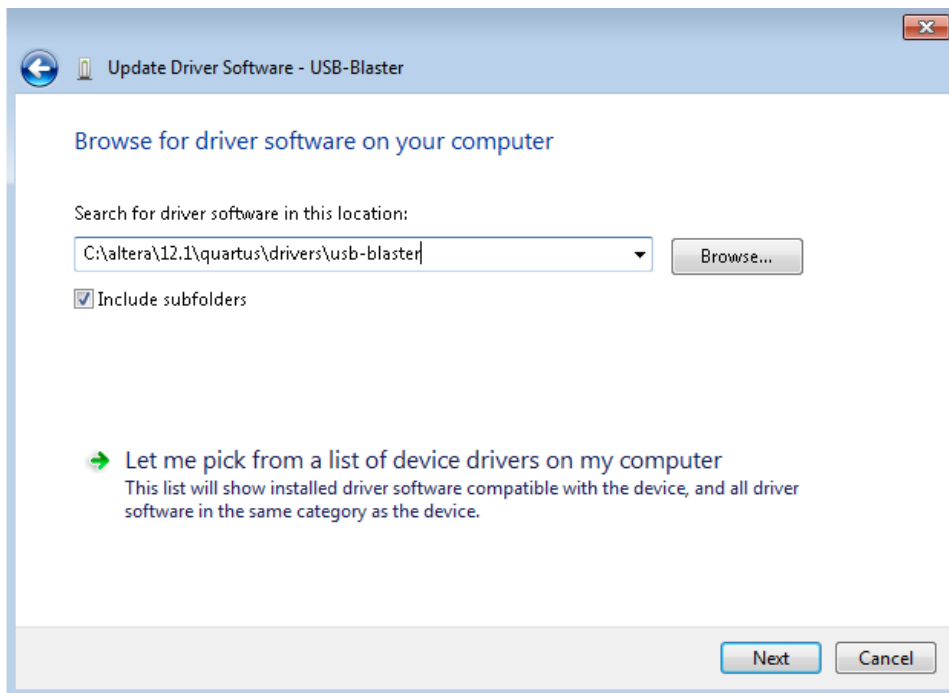 Update Driver Software - USB-Blaster
Browse for driver software on your computer
Search for driver software in this location:
C:\altera\12.1\quartus\drivers\usb-blaster
Browse...
Include subfolders
Let me pick from a list of device drivers on my computer
This list will show installed driver software compatible with the device, and all driver
software in the same category as the device.
Next
Cancel